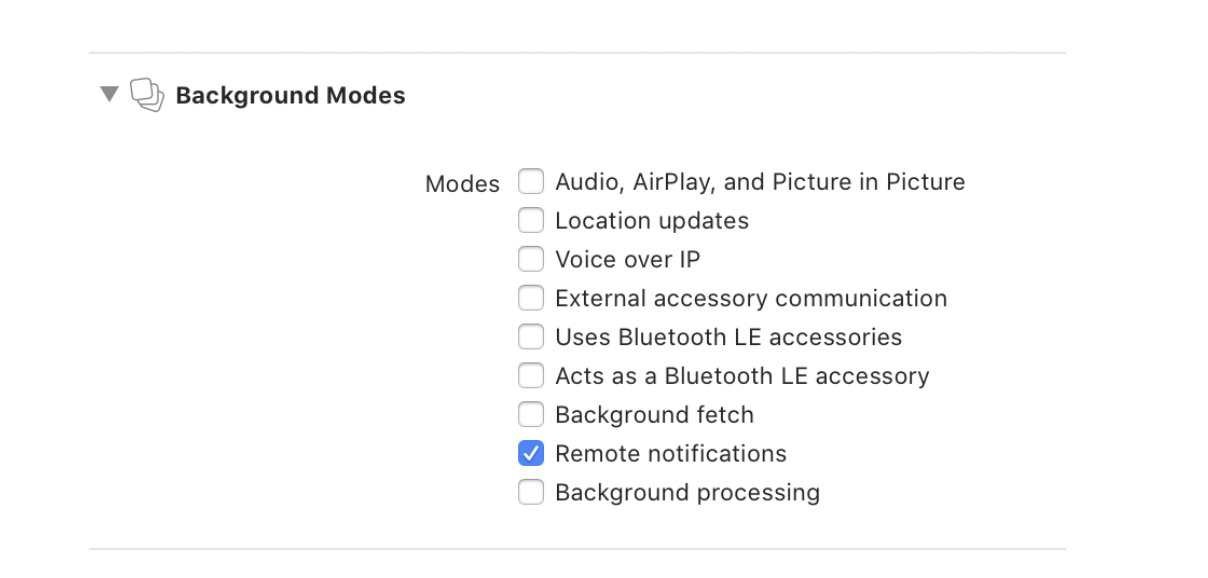 Background Modes
Modes Audio, AirPlay, and Picture in Picture
Location updates
Voice over IP
External accessory communication
Uses Bluetooth LE accessories
Acts as a Bluetooth LE accessory
Background fetch
Remote notifications
Background processing